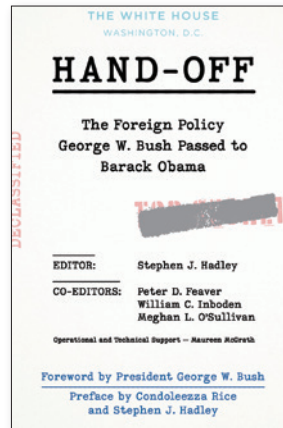 THE WHITE HOUSE
WASHINGTON, D.C.
HAND-OFF
The Foreign Policy
George W. Bush Passed to
Barack Obama
DECLASSIFIED
EDITOR: Stephen J. Hadley
CO-EDITORS: Peter D. Feaver
William C. Inboden
Meghan L. O'Sullivan
Operational and Technical Support — Maureen McGrath
Foreword by President George W. Bush
Preface by Condoleezza Rice
and Stephen J. Hadley